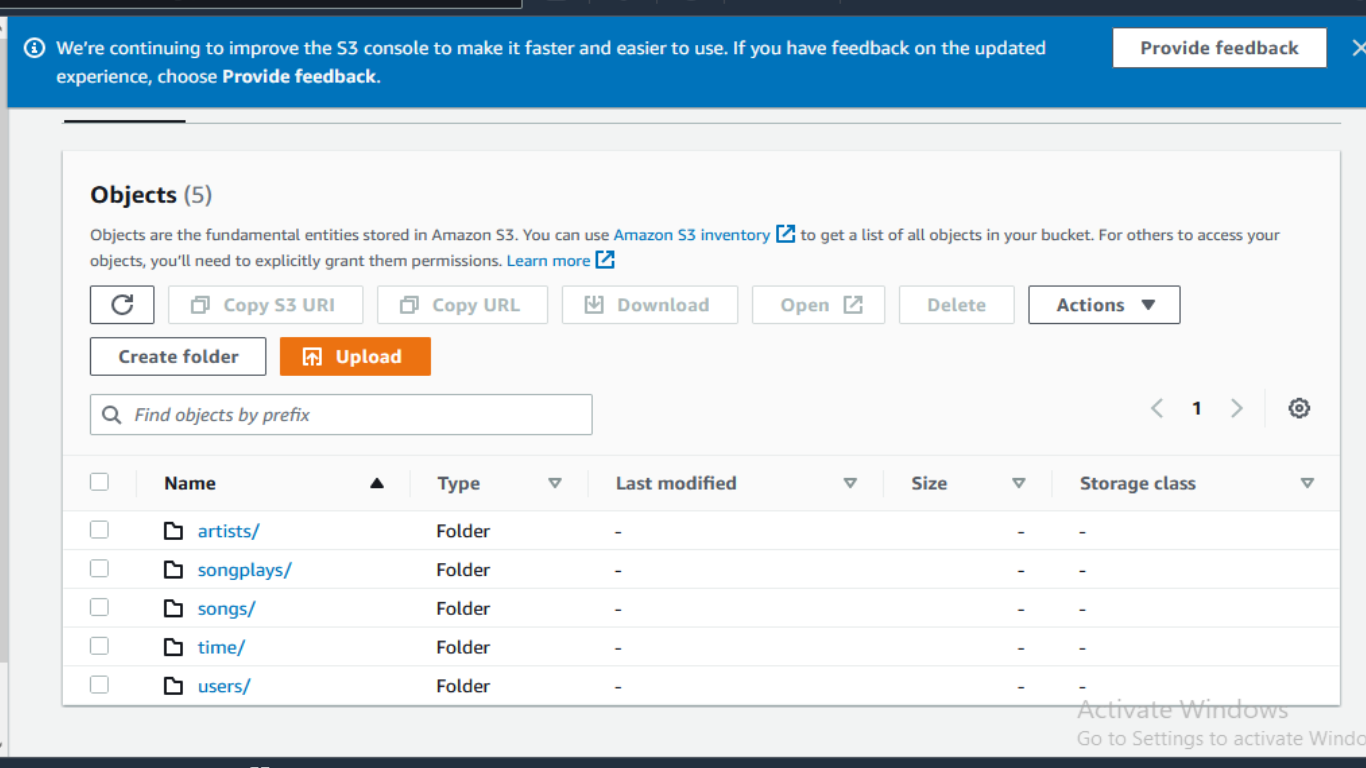 We're continuing to improve the S3 console to make it faster and easier to use. If you have feedback on the updated
experience, choose Provide feedback.
Provide feedback
Objects (5)
Objects are the fundamental entities stored in Amazon S3. You can use Amazon S3 inventory to get a list of all objects in your bucket. For others to access your
objects, you'll need to explicitly grant them permissions. Learn more
Copy S3 URI Copy URL Download Open Delete Actions
Create folder Upload
Find objects by prefix
1
Name Type Last modified Size Storage class
artists/ Folder - - -
songplays/ Folder - - -
songs/ Folder - - -
time/ Folder - - -
users/ Folder - - -
Activate Windows
Go to Settings to activate Windo